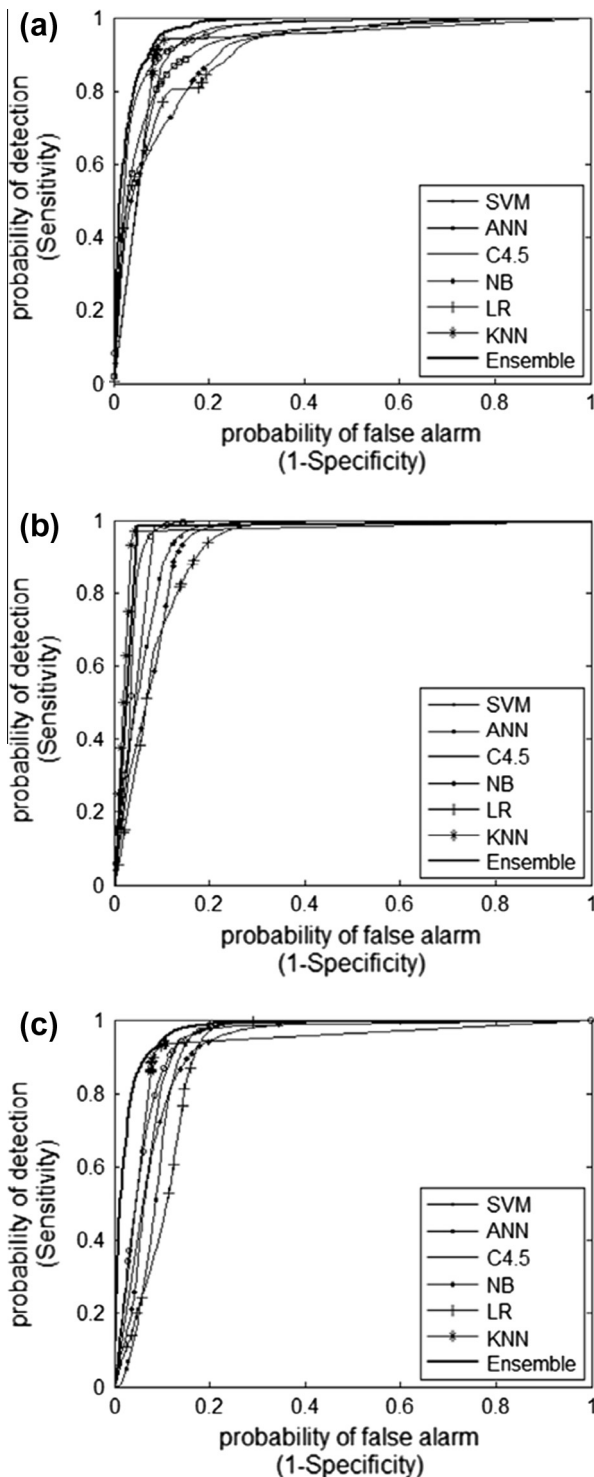 (a)
1
0.8
0.6
0.4
0.2
0
probability of detection
(Sensitivity)
SVM
ANN
C4.5
NB
LR
KNN
Ensemble
0 0.2 0.4 0.6 0.8 1
probability of false alarm
(1-Specificity)
(b)
1
0.8
0.6
0.4
0.2
0
probability of detection
(Sensitivity)
SVM
ANN
C4.5
NB
LR
KNN
Ensemble
0 0.2 0.4 0.6 0.8 1
probability of false alarm
(1-Specificity)
(c)
1
0.8
0.6
0.4
0.2
0
probability of detection
(Sensitivity)
SVM
ANN
C4.5
NB
LR
KNN
Ensemble
0 0.2 0.4 0.6 0.8 1
probability of false alarm
(1-Specificity)